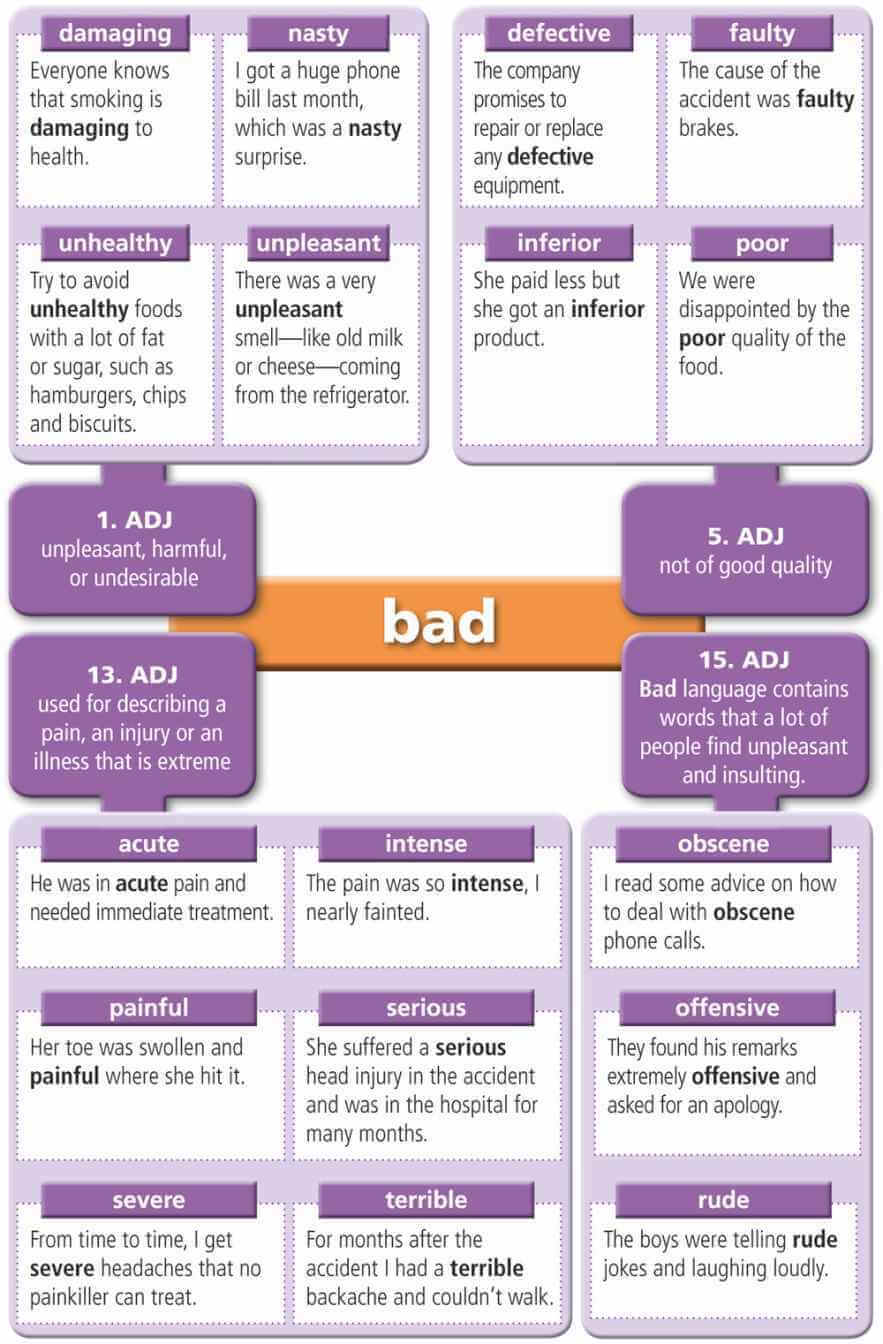 damaging
Everyone knows
that smoking is
damaging to
health.
nasty
I got a huge phone
bill last month,
which was a nasty
surprise.
unhealthy
Try to avoid
unhealthy foods
with a lot of fat
or sugar, such as
hamburgers, chips
and biscuits.
unpleasant
There was a very
unpleasant
smell—like old milk
or cheese—coming
from the refrigerator.
defective
The company
promises to
repair or replace
any defective
equipment.
faulty
The cause of the
accident was faulty
brakes.
inferior
She paid less but
she got an inferior
product.
poor
We were
disappointed by the
poor quality of the
food.
1. ADJ
unpleasant, harmful,
or undesirable
5. ADJ
not of good quality
bad
13. ADJ
used for describing a
pain, an injury or an
illness that is extreme
15. ADJ
Bad language contains
words that a lot of
people find unpleasant
and insulting.
acute
He was in acute pain and
needed immediate treatment.
intense
The pain was so intense, I
nearly fainted.
painful
Her toe was swollen and
painful where she hit it.
serious
She suffered a serious
head injury in the accident
and was in the hospital for
many months.
severe
From time to time, I get
severe headaches that no
painkiller can treat.
terrible
For months after the
accident I had a terrible
backache and couldn't walk.
obscene
I read some advice on how
to deal with obscene
phone calls.
offensive
They found his remarks
extremely offensive and
asked for an apology.
rude
The boys were telling rude
jokes and laughing loudly.